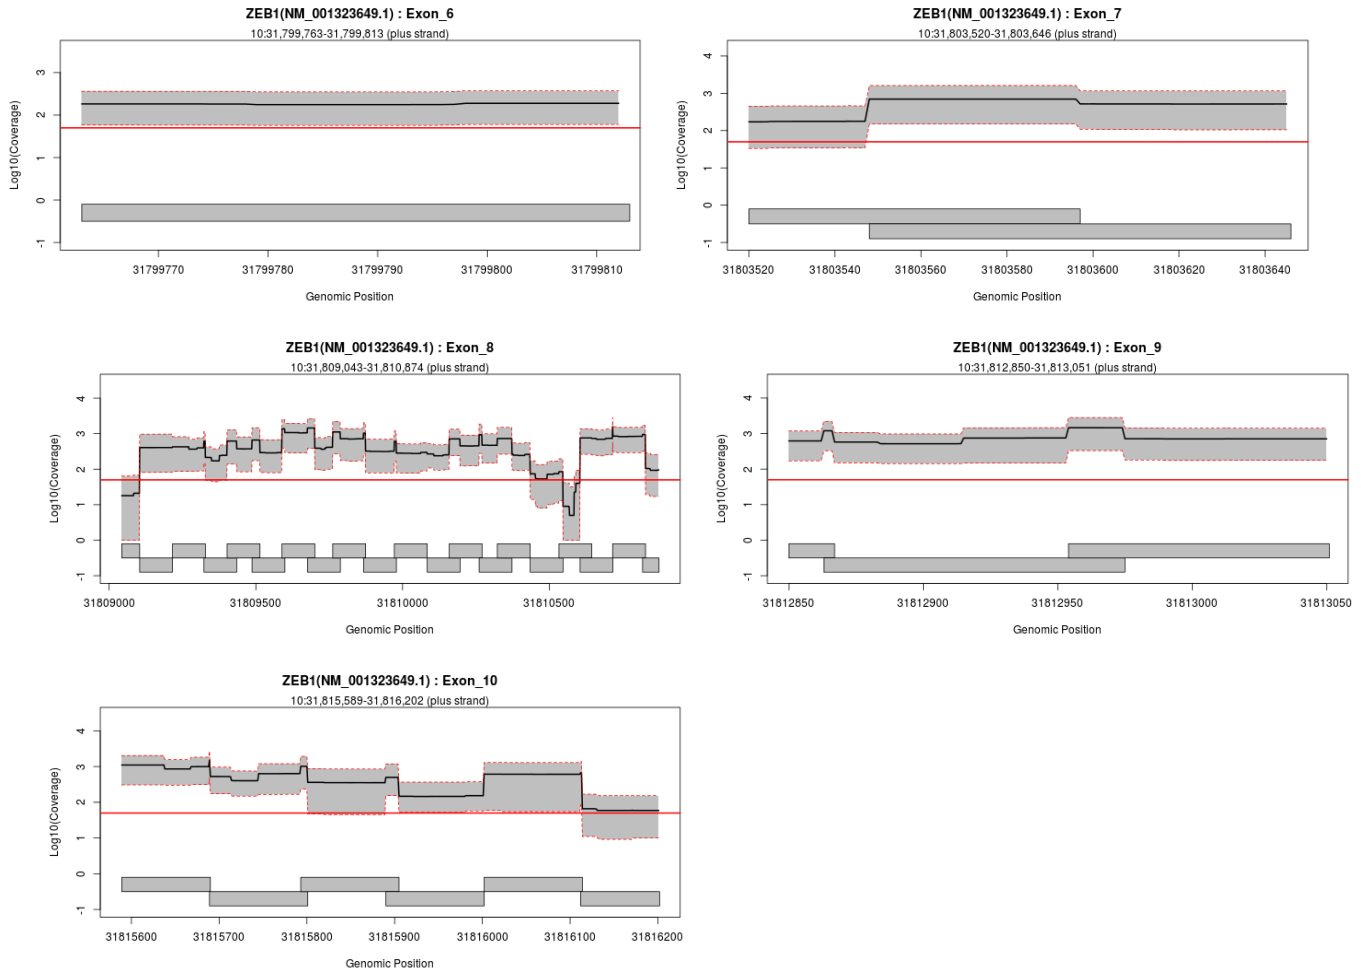 ZEB1(NM_001323649.1) : Exon_6
10:31,799,763-31,799,813 (plus strand)
Log10(Coverage)
3
2
1
0
-1
31799770 31799780 31799790 31799800 31799810
Genomic Position
ZEB1(NM_001323649.1) : Exon_7
10:31,803,520-31,803,646 (plus strand)
Log10(Coverage)
4
3
2
1
0
-1
31803520 31803540 31803560 31803580 31803600 31803620 31803640
Genomic Position
ZEB1(NM_001323649.1) : Exon_8
10:31,809,043-31,810,874 (plus strand)
Log10(Coverage)
4
3
2
1
0
-1
31809000 31809500 31810000 31810500
Genomic Position
ZEB1(NM_001323649.1) : Exon_9
10:31,812,850-31,813,051 (plus strand)
Log10(Coverage)
4
3
2
1
0
-1
31812850 31812900 31812950 31813000 31813050
Genomic Position
ZEB1(NM_001323649.1) : Exon_10
10:31,815,589-31,816,202 (plus strand)
Log10(Coverage)
4
3
2
1
0
-1
31815600 31815700 31815800 31815900 31816000 31816100 31816200
Genomic Position